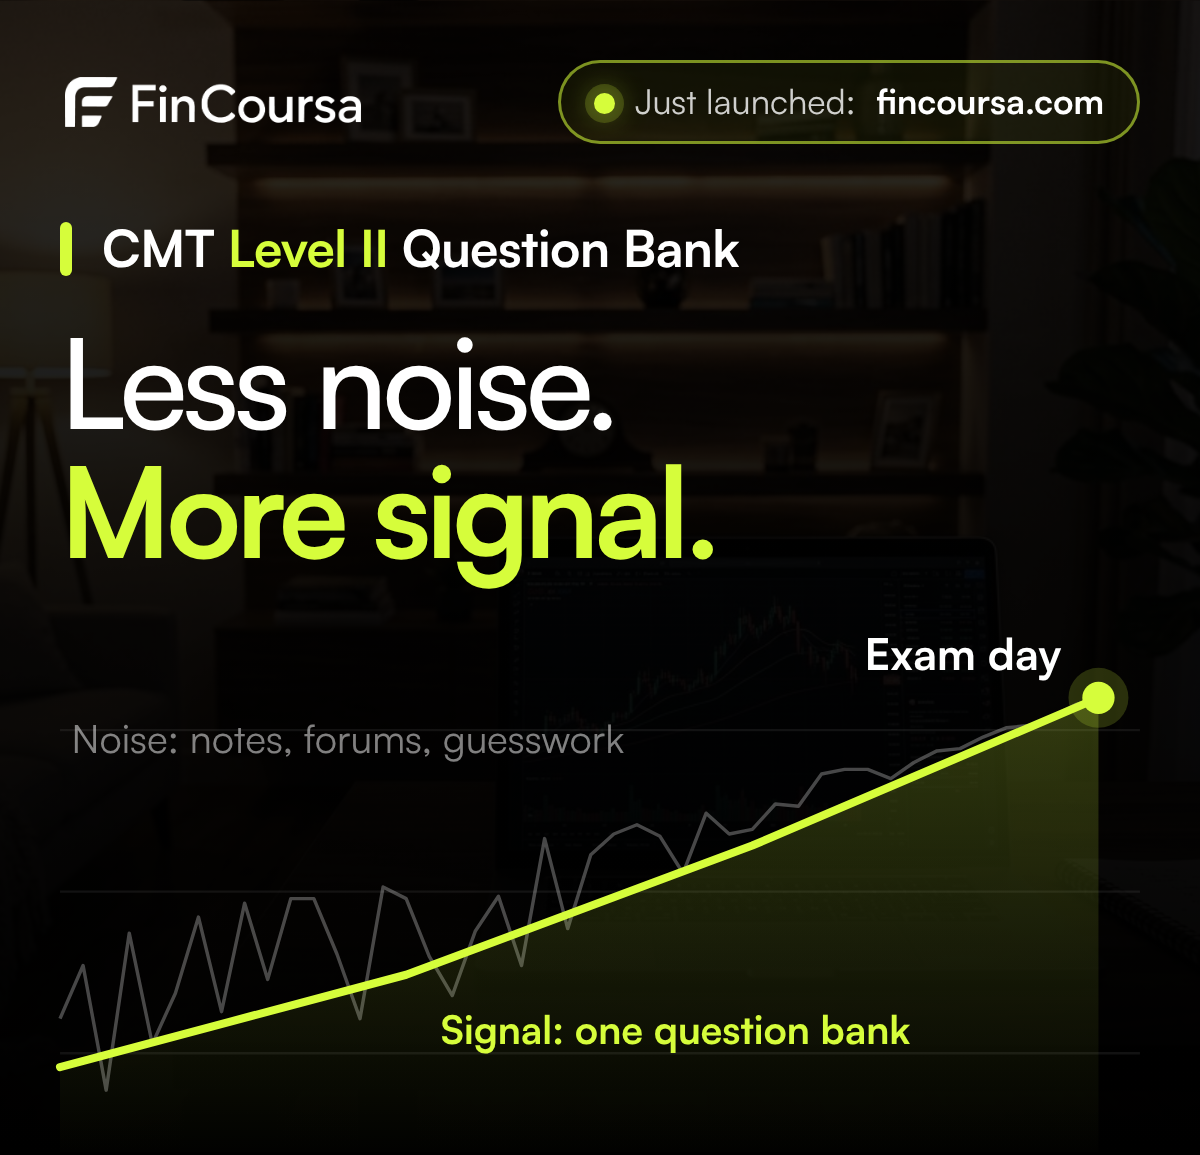 FinCoursa
Just launched: fincoursa.com
CMT Level II Question Bank
Less noise.
More signal.
Exam day
Noise: notes, forums, guesswork
Signal: one question bank